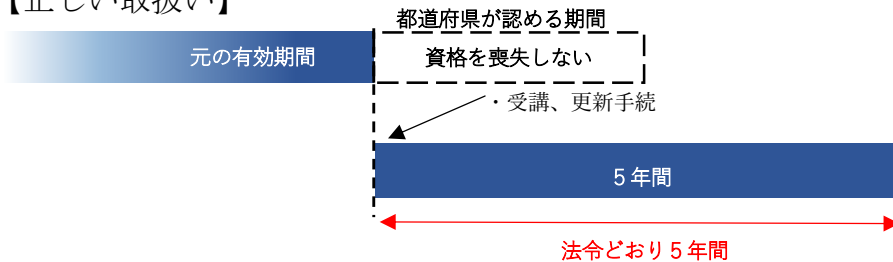 【正しい取扱い】
都道府県が認める期間
元の有効期間
資格を喪失しない
・受講、更新手続
5年間
法令どおり5年間